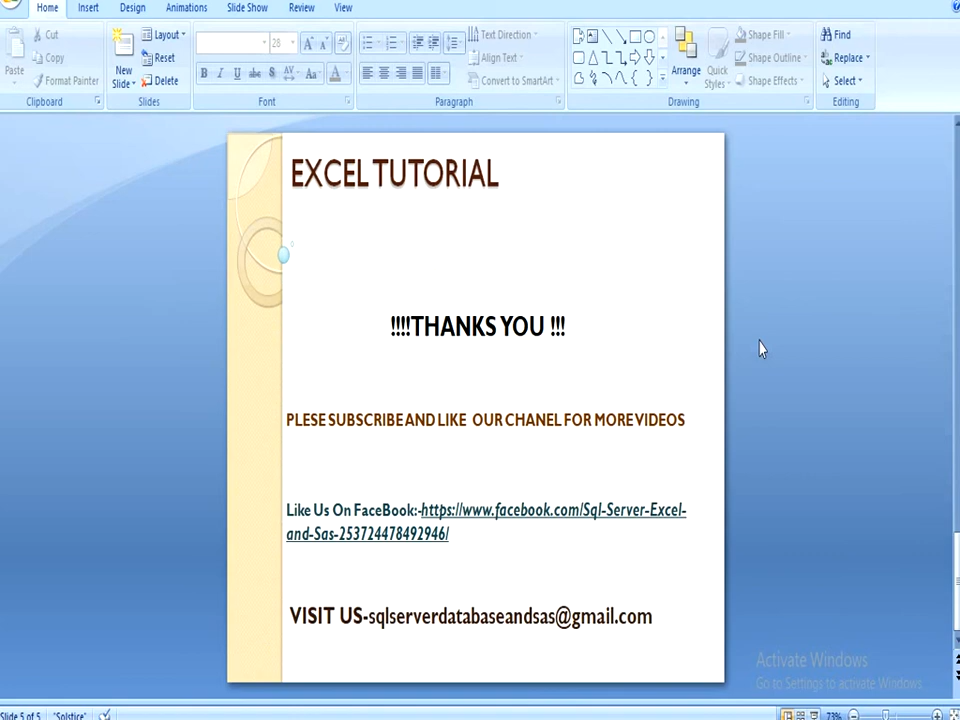 Home Insert Design Animations Slide Show Review View
Cut Layout 28 Text Direction Shape Fill Find
Copy Reset Align Text Shape Outline Replace
Paste Format Painter New Slide Delete B I U abc S AV Aa A Convert to SmartArt Arrange Quick Styles Shape Effects Select
Clipboard Slides Font Paragraph Drawing Editing
EXCEL TUTORIAL
!!!!THANKS YOU !!!
PLESE SUBSCRIBE AND LIKE OUR CHANEL FOR MORE VIDEOS
Like Us On FaceBook:-https://www.facebook.com/Sql-Server-Excel-
and-Sas-253724478492946/
VISIT US-sqlserverdatabaseandsas@gmail.com
Activate Windows
Go to Settings to activate Windows.
Slide 5 of 5 "Solstice" 73%